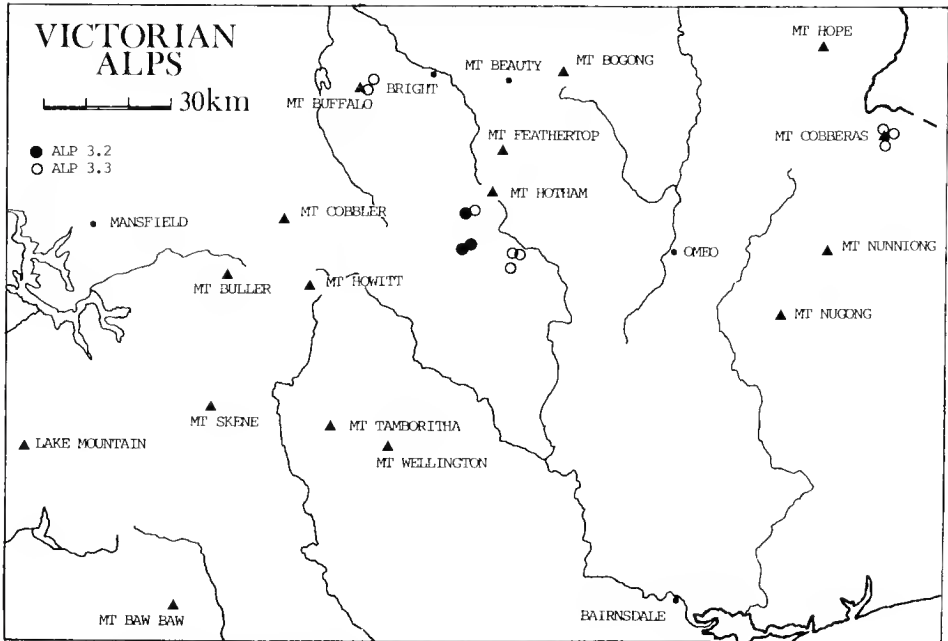 VICTORIAN
ALPS
30km
ALP 3.2
ALP 3.3
MT HOPE
MT BEAUTY
MT BOGONG
BRIGHT
MT BUFFALO
MT FEATHERTOP
MT COBBERAS
MT HOTHAM
MANSFIELD
MT COBBLER
OMEO
MT NUNNIONG
MT BULLER
MT HOWITT
MT NUGONG
MT SKENE
MT TAMBORITHA
LAKE MOUNTAIN
MT WELLINGTON
MT BAW BAW
BAIRNSDALE